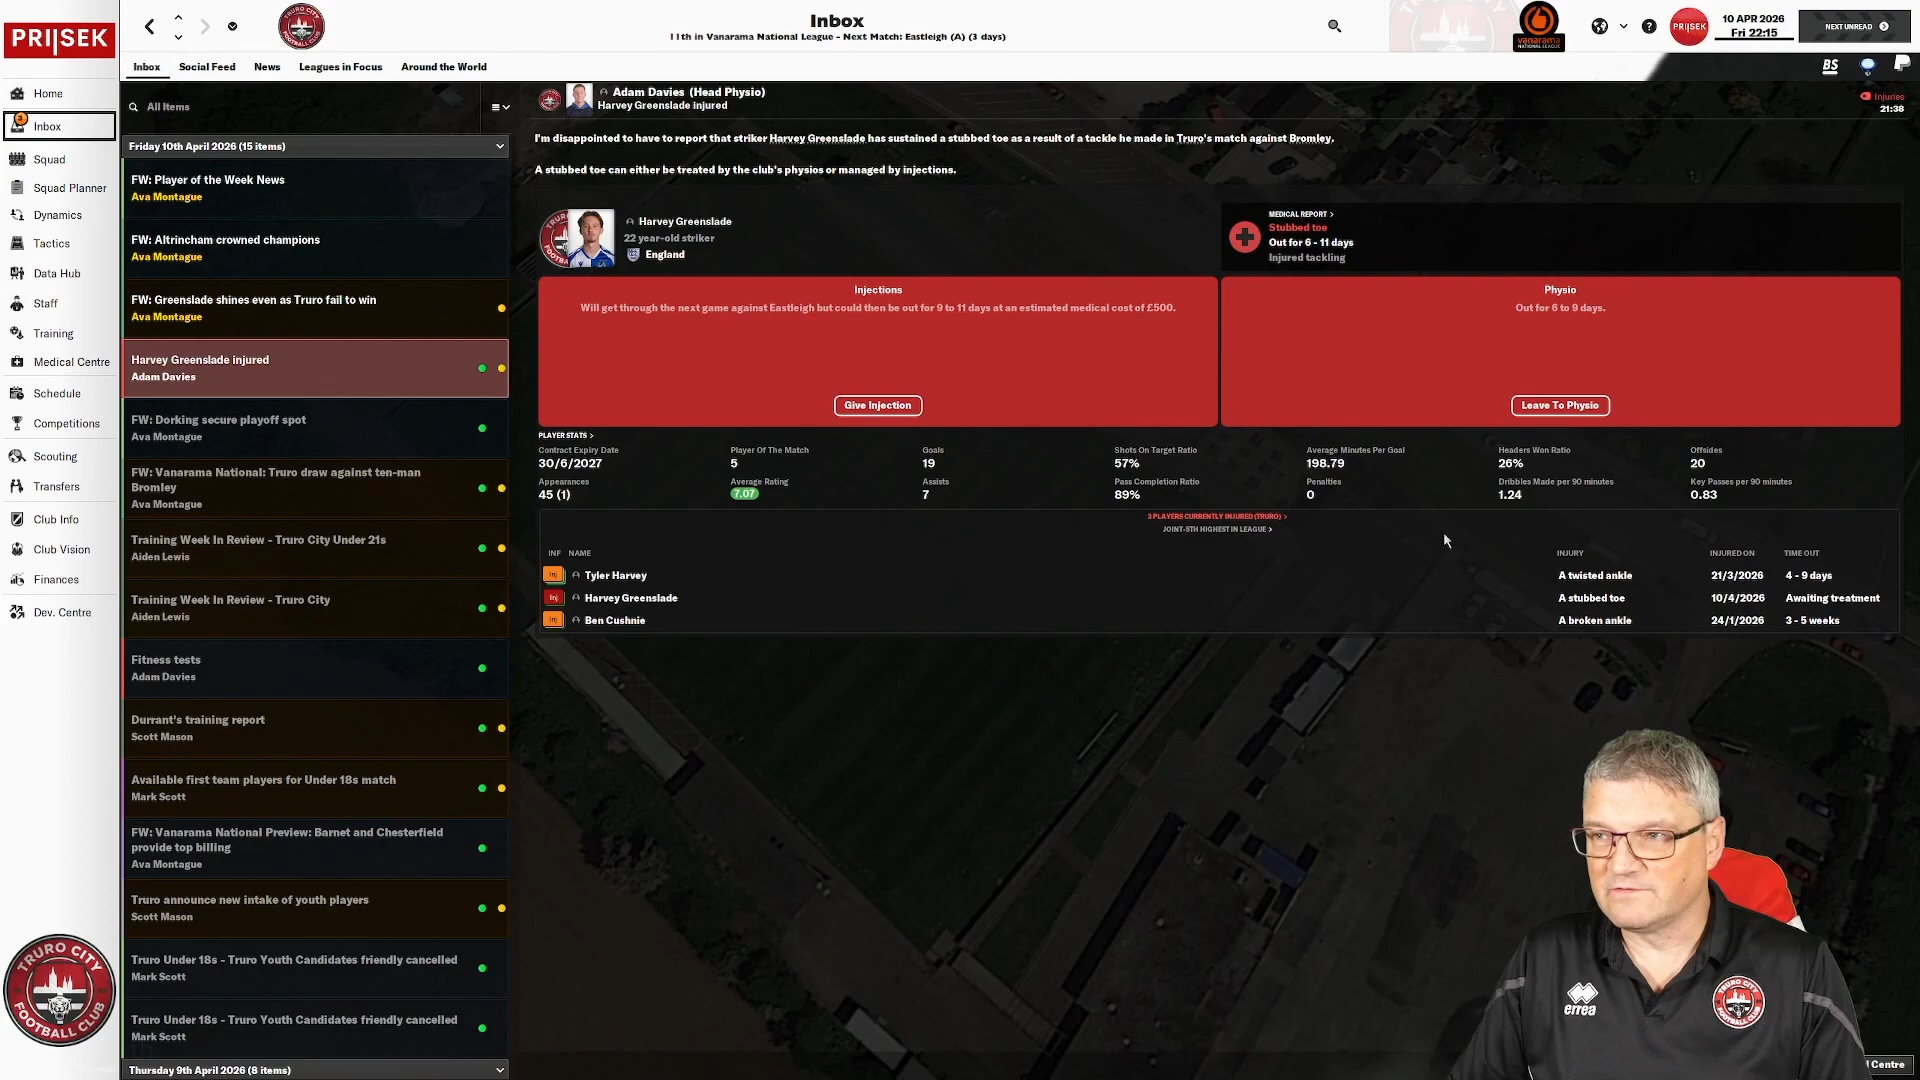 PRIJSEK
Inbox
11th in Vanarama National League - Next Match: Eastleigh (A) (3 days)
vanarama
NATIONAL LEAGUE
PRIJSEK
10 APR 2026
Fri 22:15
NEXT UNREAD
Inbox
Social Feed
News
Leagues in Focus
Around the World
BS
Home
3
Inbox
Squad
Squad Planner
Dynamics
Tactics
Data Hub
Staff
Training
Medical Centre
Schedule
Competitions
Scouting
Transfers
Club Info
Club Vision
Finances
Dev. Centre
TRURO CITY
FOOTBALL CLUB
All Items
Friday 10th April 2026 (15 items)
FW: Player of the Week News
Ava Montague
FW: Altrincham crowned champions
Ava Montague
FW: Greenslade shines even as Truro fail to win
Ava Montague
Harvey Greenslade injured
Adam Davies
FW: Dorking secure playoff spot
Ava Montague
FW: Vanarama National: Truro draw against ten-man
Bromley
Ava Montague
Training Week In Review - Truro City Under 21s
Aiden Lewis
Training Week In Review - Truro City
Aiden Lewis
Fitness tests
Adam Davies
Durrant's training report
Scott Mason
Available first team players for Under 18s match
Mark Scott
FW: Vanarama National Preview: Barnet and Chesterfield
provide top billing
Ava Montague
Truro announce new intake of youth players
Scott Mason
Truro Under 18s - Truro Youth Candidates friendly cancelled
Mark Scott
Truro Under 18s - Truro Youth Candidates friendly cancelled
Mark Scott
Thursday 9th April 2026 (8 items)
Adam Davies (Head Physio)
Harvey Greenslade injured
Injuries
21:38
I'm disappointed to have to report that striker Harvey Greenslade has sustained a stubbed toe as a result of a tackle he made in Truro's match against Bromley.
A stubbed toe can either be treated by the club's physios or managed by injections.
Harvey Greenslade
22 year-old striker
England
MEDICAL REPORT >
Stubbed toe
Out for 6 - 11 days
Injured tackling
Injections
Will get through the next game against Eastleigh but could then be out for 9 to 11 days at an estimated medical cost of £500.
Give Injection
Physio
Out for 6 to 9 days.
Leave To Physio
PLAYER STATS >
Contract Expiry Date Player Of The Match Goals Shots On Target Ratio Average Minutes Per Goal Headers Won Ratio Offsides
30/6/2027 5 19 57% 198.79 26% 20
Appearances Average Rating Assists Pass Completion Ratio Penalties Dribbles Made per 90 minutes Key Passes per 90 minutes
45 (1) 7.07 7 89% 0 1.24 0.83
3 PLAYERS CURRENTLY INJURED (TRURO) >
JOINT-5TH HIGHEST IN LEAGUE >
INF NAME INJURY INJURED ON TIME OUT
Inj Tyler Harvey A twisted ankle 21/3/2026 4 - 9 days
Inj Harvey Greenslade A stubbed toe 10/4/2026 Awaiting treatment
Inj Ben Cushnie A broken ankle 24/1/2026 3 - 5 weeks
errea
TRURO CITY
FOOTBALL CLUB
Centre